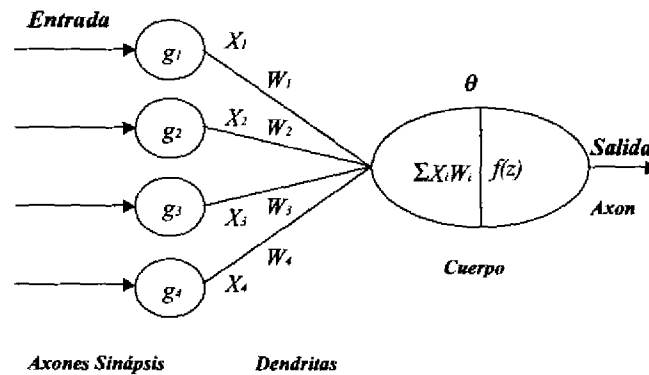 Entrada
g1
X1
W1
g2
X2
W2
g3
X3
W3
g4
X4
W4
θ
ΣXiWi
f(z)
Salida
Axon
Cuerpo
Axones Sinápsis
Dendritas